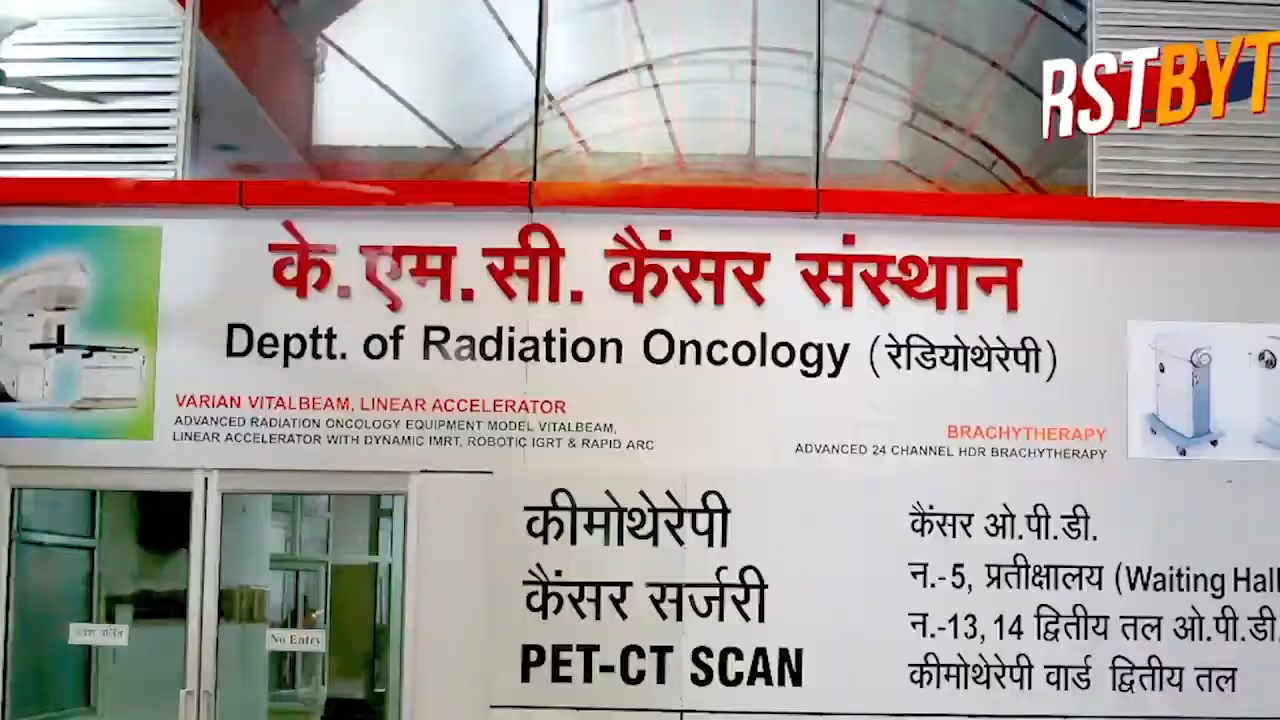 RSTBYT
के.एम.सी. कैंसर संस्थान
Deptt. of Radiation Oncology (रेडियोथेरेपी)
VARIAN VITALBEAM, LINEAR ACCELERATOR
ADVANCED RADIATION ONCOLOGY EQUIPMENT MODEL VITALBEAM,
LINEAR ACCELERATOR WITH DYNAMIC IMRT, ROBOTIC IGRT & RAPID ARC
BRACHYTHERAPY
ADVANCED 24 CHANNEL HDR BRACHYTHERAPY
कीमोथेरेपी
कैंसर सर्जरी
PET-CT SCAN
कैंसर ओ.पी.डी.
न.-5, प्रतीक्षालय (Waiting Hall
न.-13, 14 द्वितीय तल ओ.पी.डी.
कीमोथेरेपी वार्ड द्वितीय तल
No Entry